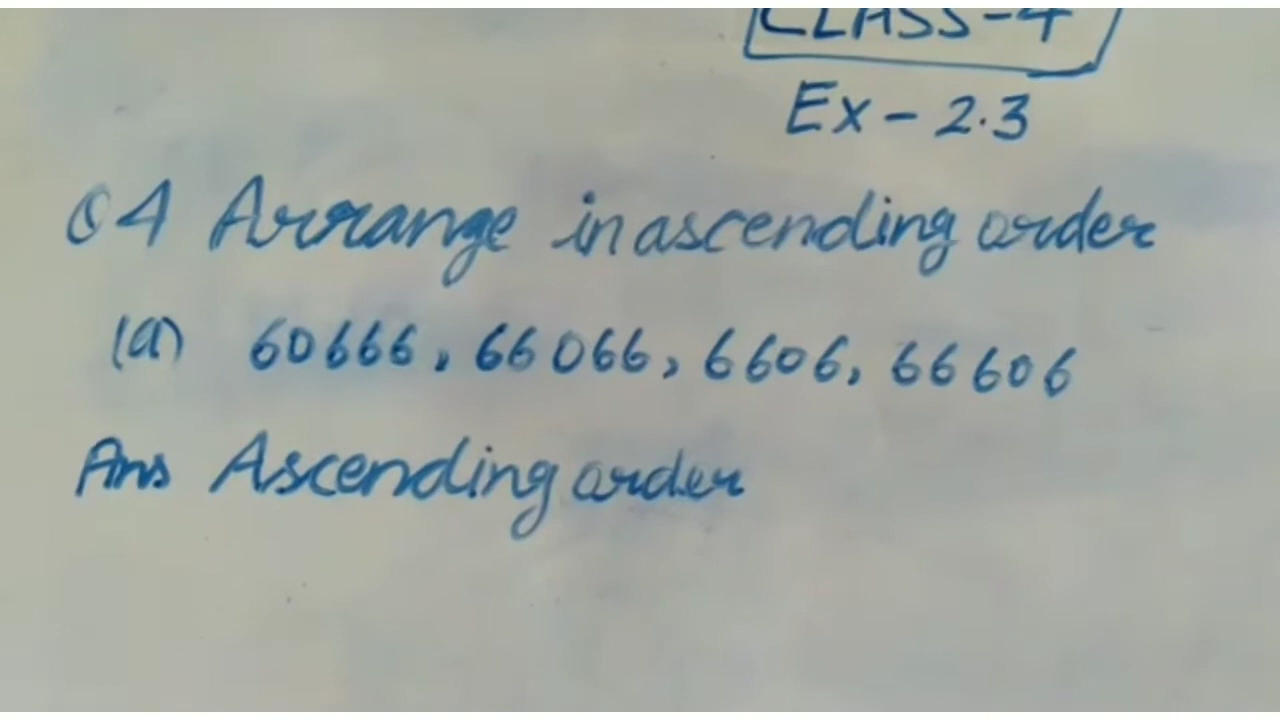 CLASS-4
Ex - 2.3
Q4 Arrange in ascending order
(a) 60666, 66066, 6606, 66606
Ans Ascending order